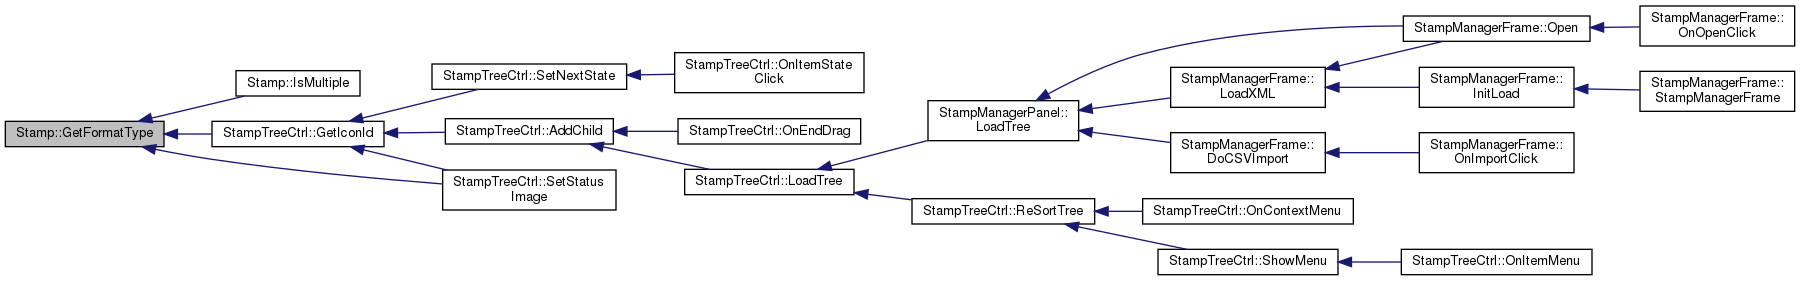 Stamp::GetFormatType
Stamp::IsMultiple
StampTreeCtrl::GetIconId
StampTreeCtrl::SetStatus
Image
StampTreeCtrl::SetNextState
StampTreeCtrl::AddChild
StampTreeCtrl::OnItemState
Click
StampTreeCtrl::OnEndDrag
StampTreeCtrl::LoadTree
StampManagerPanel::
LoadTree
StampTreeCtrl::ReSortTree
StampManagerFrame::Open
StampManagerFrame::
LoadXML
StampManagerFrame::
DoCSVImport
StampTreeCtrl::OnContextMenu
StampTreeCtrl::ShowMenu
StampManagerFrame::
InitLoad
StampManagerFrame::
OnImportClick
StampTreeCtrl::OnItemMenu
StampManagerFrame::
OnOpenClick
StampManagerFrame::
StampManagerFrame